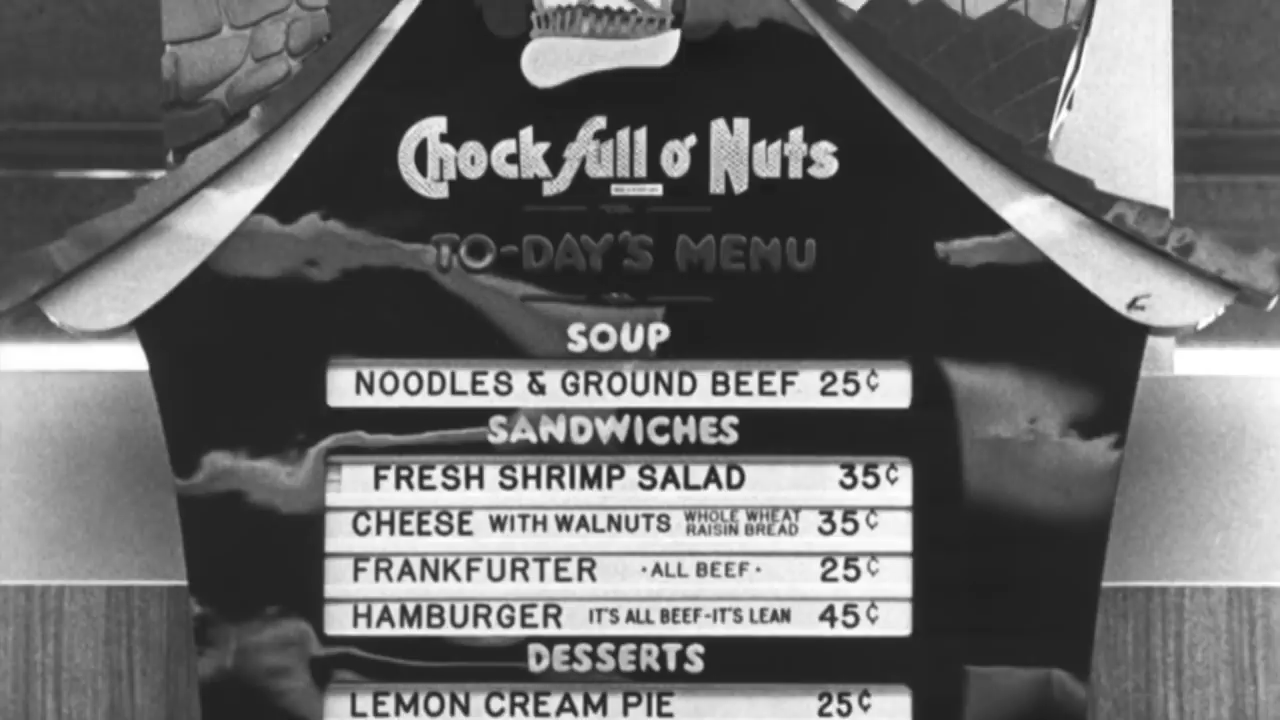 Chock full o' Nuts
TO-DAY'S MENU
SOUP
NOODLES & GROUND BEEF 25¢
SANDWICHES
FRESH SHRIMP SALAD 35¢
CHEESE WITH WALNUTS WHOLE WHEAT RAISIN BREAD 35¢
FRANKFURTER ·ALL BEEF· 25¢
HAMBURGER IT'S ALL BEEF-IT'S LEAN 45¢
DESSERTS
LEMON CREAM PIE 25¢